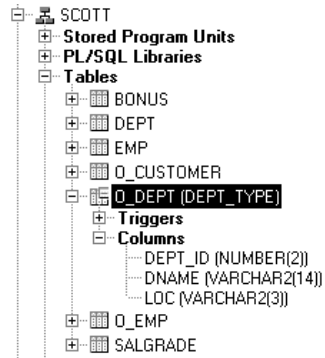 SCOTT
Stored Program Units
PL/SQL Libraries
Tables
BONUS
DEPT
EMP
O_CUSTOMER
O_DEPT (DEPT_TYPE)
Triggers
Columns
DEPT_ID (NUMBER(2))
DNAME (VARCHAR2(14))
LOC (VARCHAR2(3))
O_EMP
SALGRADE